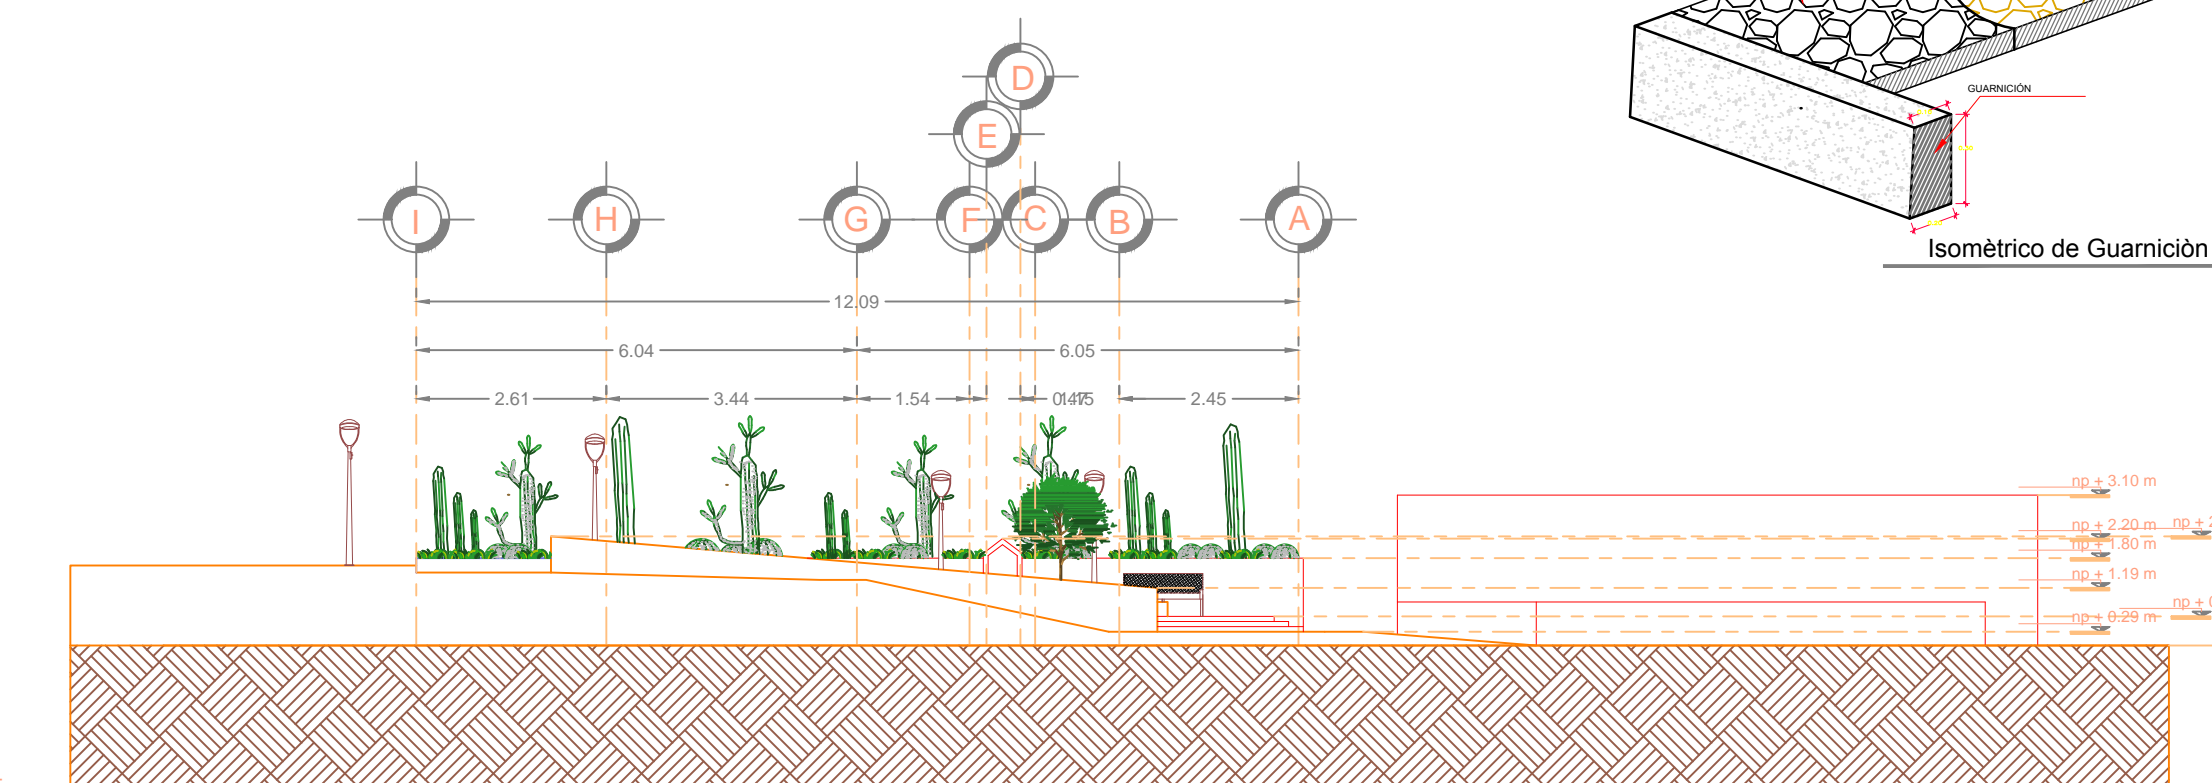 D
E
GUARNICIÓN
I H G F C B A
Isomètrico de Guarniciòn
12.09
6.04 6.05
2.61 3.44 1.54 2.45
np + 3.10 m
np + 2.20 m
np + 1.80 m
np + 1.19 m
np + 0.29 m